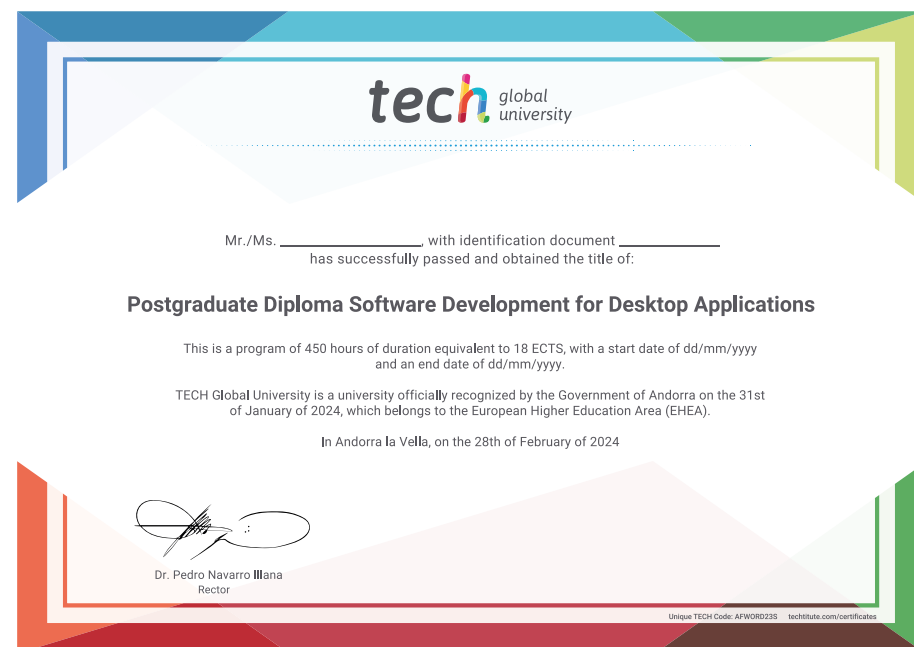 tech global
university
Mr./Ms. ____________________, with identification document ______________
has successfully passed and obtained the title of:
Postgraduate Diploma Software Development for Desktop Applications
This is a program of 450 hours of duration equivalent to 18 ECTS, with a start date of dd/mm/yyyy
and an end date of dd/mm/yyyy.
TECH Global University is a university officially recognized by the Government of Andorra on the 31st
of January of 2024, which belongs to the European Higher Education Area (EHEA).
In Andorra la Vella, on the 28th of February of 2024
Dr. Pedro Navarro Illana
Rector
Unique TECH Code: AFWORD23S techtitute.com/certificates